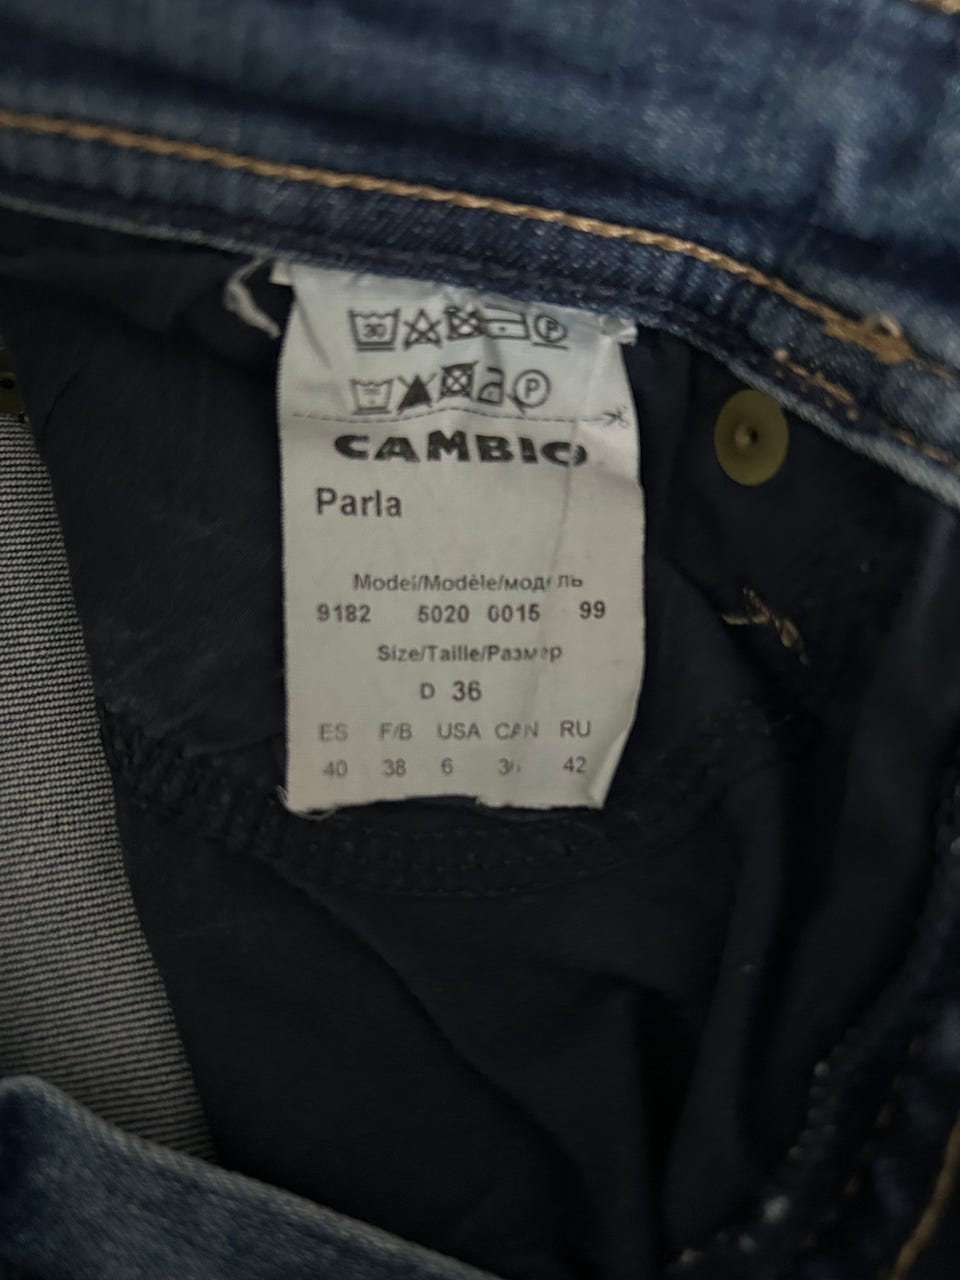 30
P
P
CAMBIO
Parla
Model/Modèle/модель
9182 5020 0015 99
Size/Taille/Размер
D 36
ES F/B USA CAN RU
40 38 6 42